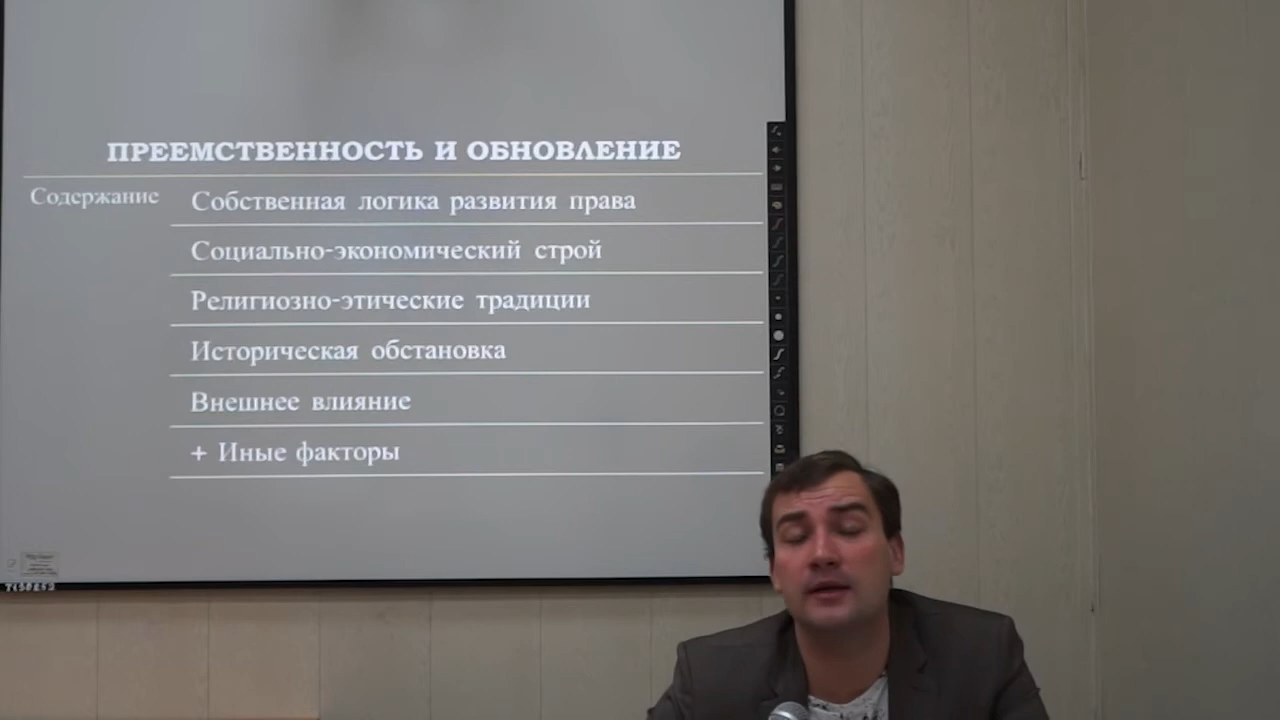 ПРЕЕМСТВЕННОСТЬ И ОБНОВЛЕНИЕ
Содержание
Собственная логика развития права
Социально-экономический строй
Религиозно-этические традиции
Историческая обстановка
Внешнее влияние
+ Иные факторы